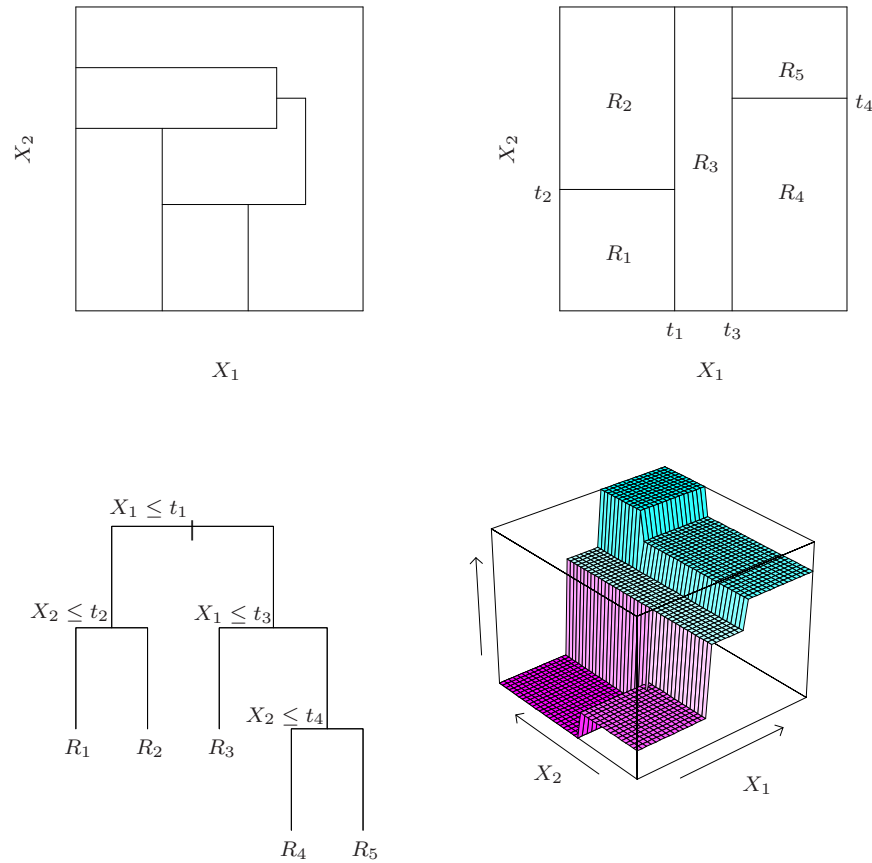 X₂
X₁
R₅
t₄
R₂
X₂
R₃
R₄
t₂
R₁
t₁ t₃
X₁
X₁ ≤ t₁
X₂ ≤ t₂ X₁ ≤ t₃
X₂ ≤ t₄
R₁ R₂ R₃
R₄ R₅
X₂ X₁